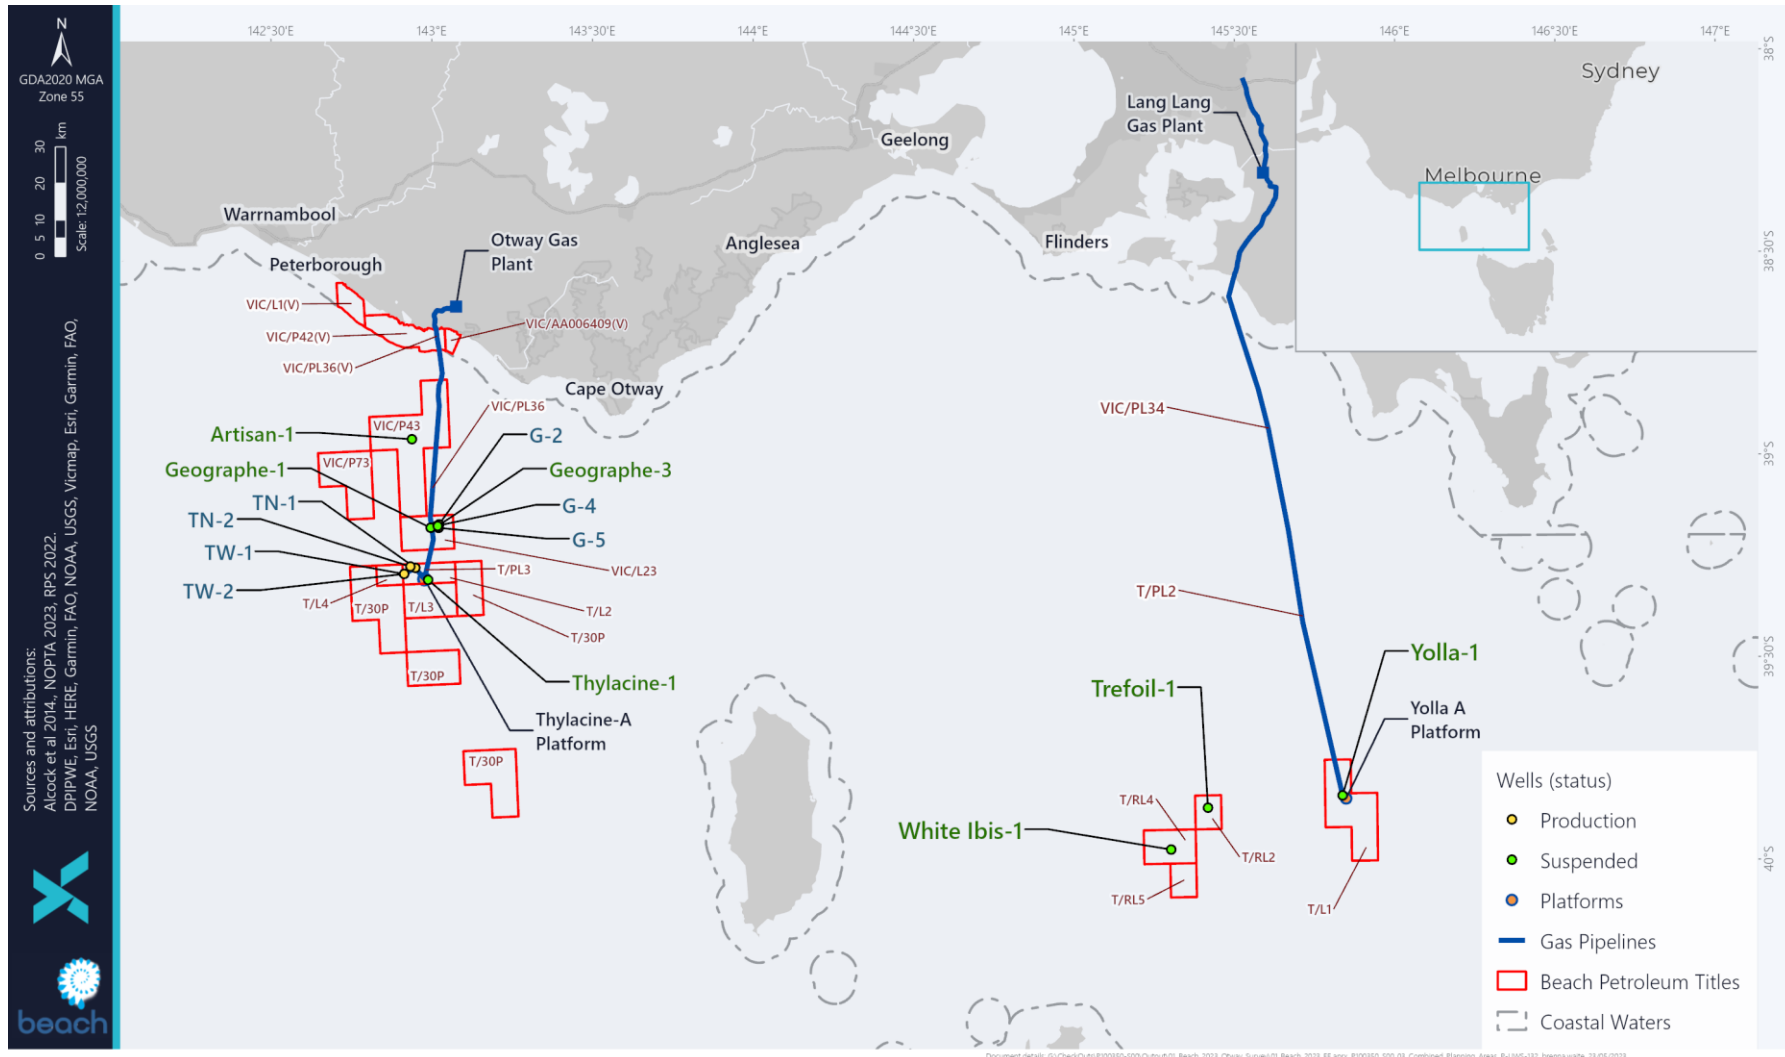 N
GDA2020 MGA
Zone 55
0 5 10 20 30 km
Scale: 1:2,000,000
Sources and attributions:
Alcock et al 2014, NOPTA 2023, RPS 2022.
DPIPWE, Esri, HERE, Garmin, FAO, NOAA, USGS, Vicmap, Esri, Garmin, FAO,
NOAA, USGS
beach
142°30'E
143°E
143°30'E
144°E
144°30'E
145°E
145°30'E
146°E
146°30'E
147°E
38°S
38°30'S
39°S
39°30'S
40°S
Sydney
Melbourne
Lang Lang
Gas Plant
Geelong
Warrnambool
Otway Gas
Plant
Anglesea
Flinders
Peterborough
VIC/L1(V)
VIC/P42(V)
VIC/AA006409(V)
VIC/PL36(V)
Cape Otway
VIC/PL36
VIC/PL34
Artisan-1
VIC/P43
G-2
Geographe-1
VIC/P73
Geographe-3
TN-1
G-4
TN-2
G-5
TW-1
VIC/L23
T/PL3
TW-2
T/L4
T/30P
T/L3
T/L2
T/30P
T/PL2
T/30P
Thylacine-1
Thylacine-A
Platform
T/30P
Yolla-1
Trefoil-1
Yolla A
Platform
T/RL4
White Ibis-1
T/RL2
T/RL5
T/L1
Wells (status)
Production
Suspended
Platforms
Gas Pipelines
Beach Petroleum Titles
Coastal Waters